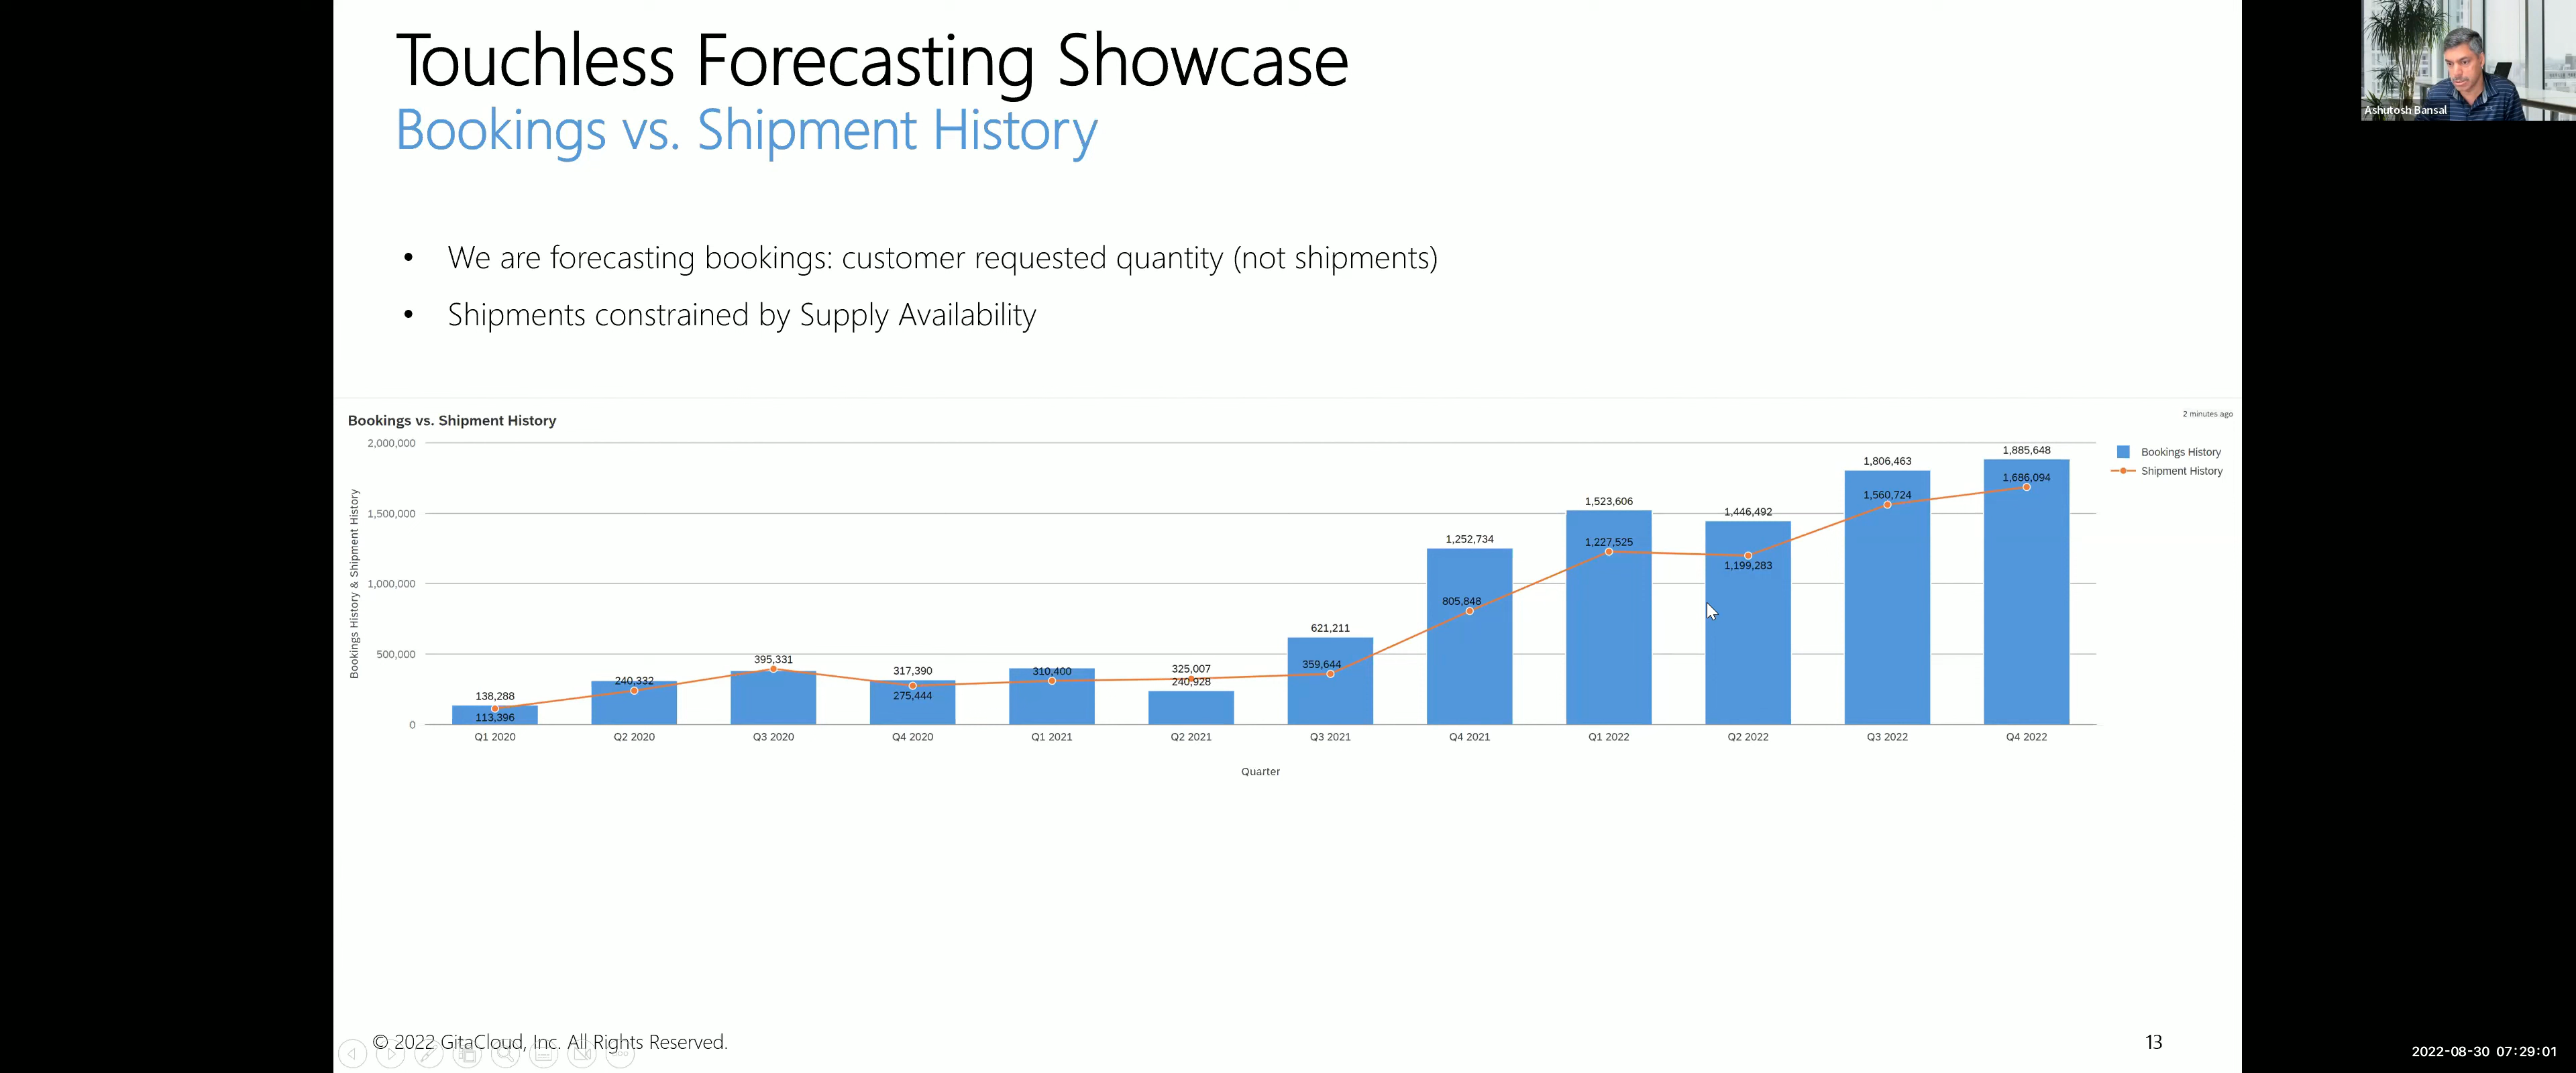 Touchless Forecasting Showcase
Bookings vs. Shipment History
Ashutosh Bansal
• We are forecasting bookings: customer requested quantity (not shipments)
• Shipments constrained by Supply Availability
Bookings vs. Shipment History
2 minutes ago
Bookings History & Shipment History
2,000,000
1,500,000
1,000,000
500,000
0
138,288
113,396
240,332
395,331
317,390
275,444
310,400
325,007
240,928
621,211
359,644
1,252,734
805,848
1,523,606
1,227,525
1,446,492
1,199,283
1,806,463
1,560,724
1,885,648
1,686,094
Bookings History
Shipment History
Q1 2020 Q2 2020 Q3 2020 Q4 2020 Q1 2021 Q2 2021 Q3 2021 Q4 2021 Q1 2022 Q2 2022 Q3 2022 Q4 2022
Quarter
© 2022 GitaCloud, Inc. All Rights Reserved.
13
2022-08-30 07:29:01